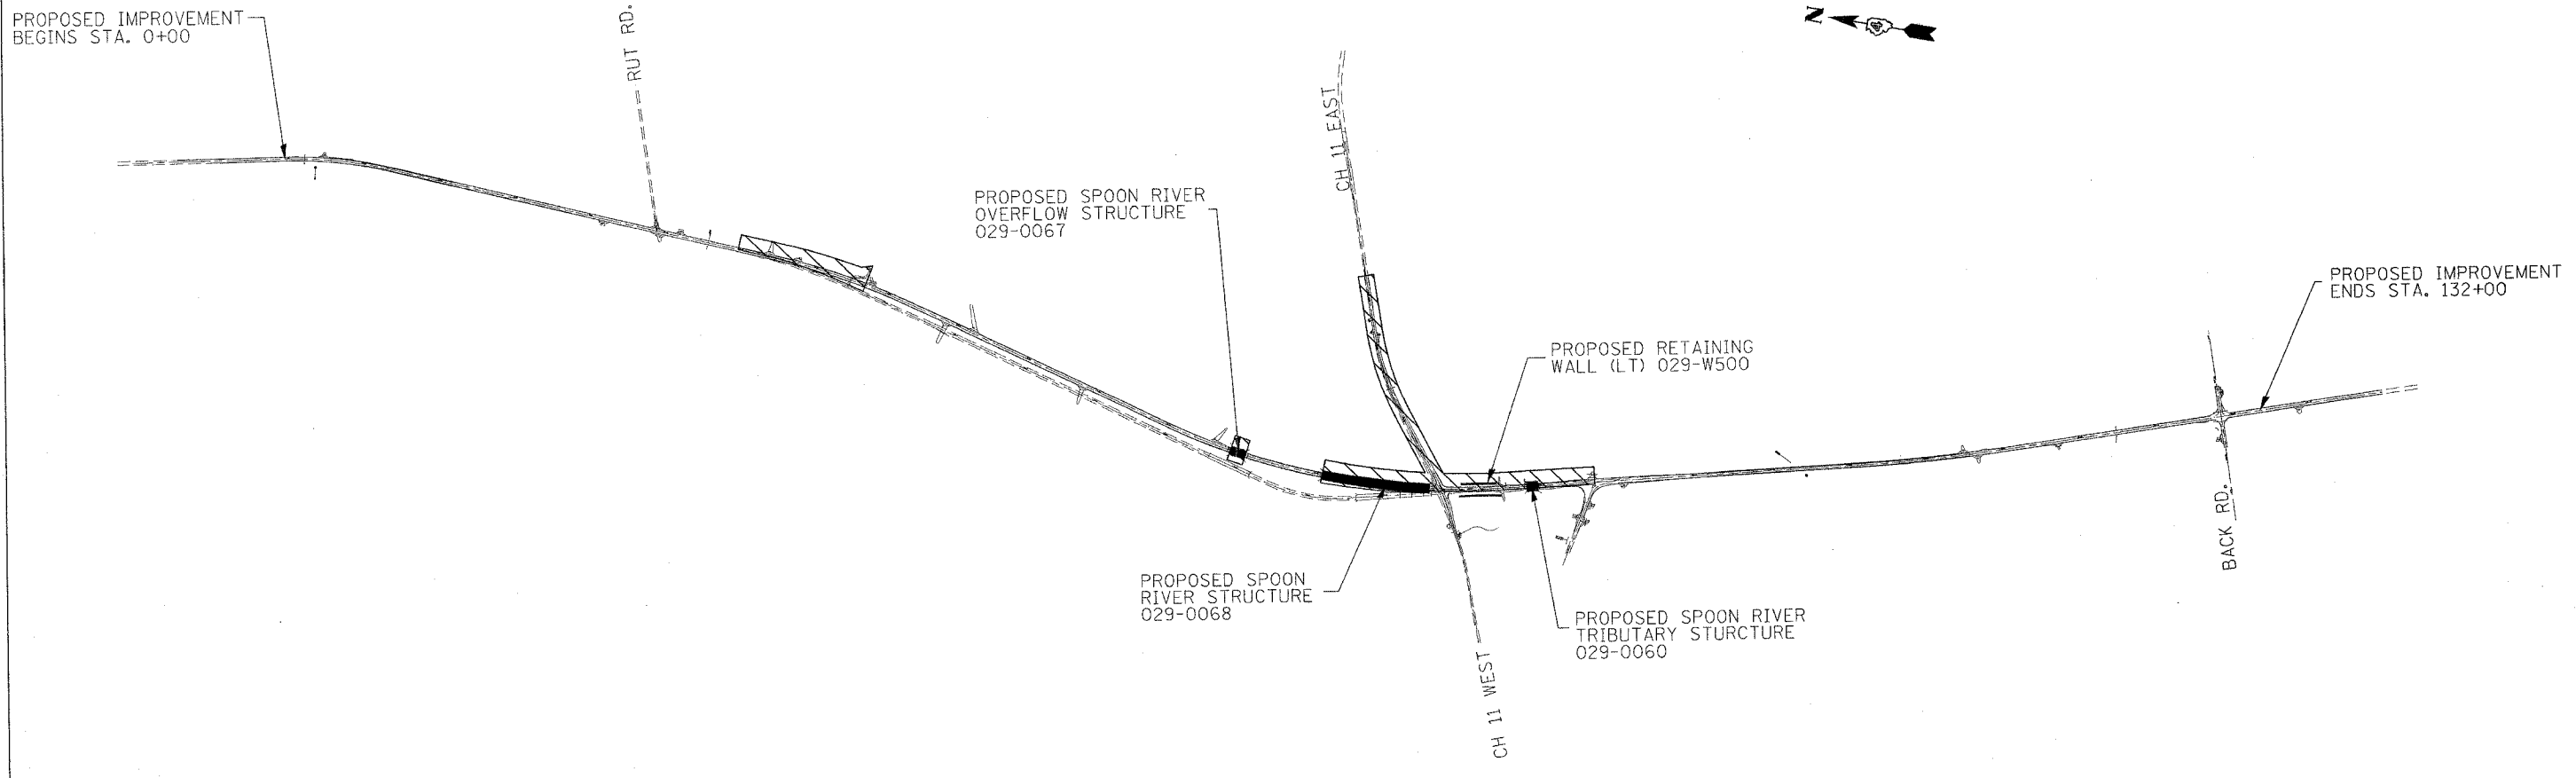 PROPOSED IMPROVEMENT
BEGINS STA. 0+00
RUT RD.
N
CH 11 EAST
PROPOSED SPOON RIVER
OVERFLOW STRUCTURE
029-0067
PROPOSED IMPROVEMENT
ENDS STA. 132+00
PROPOSED RETAINING
WALL (LT) 029-W500
BACK RD.
PROPOSED SPOON
RIVER STRUCTURE
029-0068
PROPOSED SPOON RIVER
TRIBUTARY STURCTURE
029-0060
CH 11 WEST